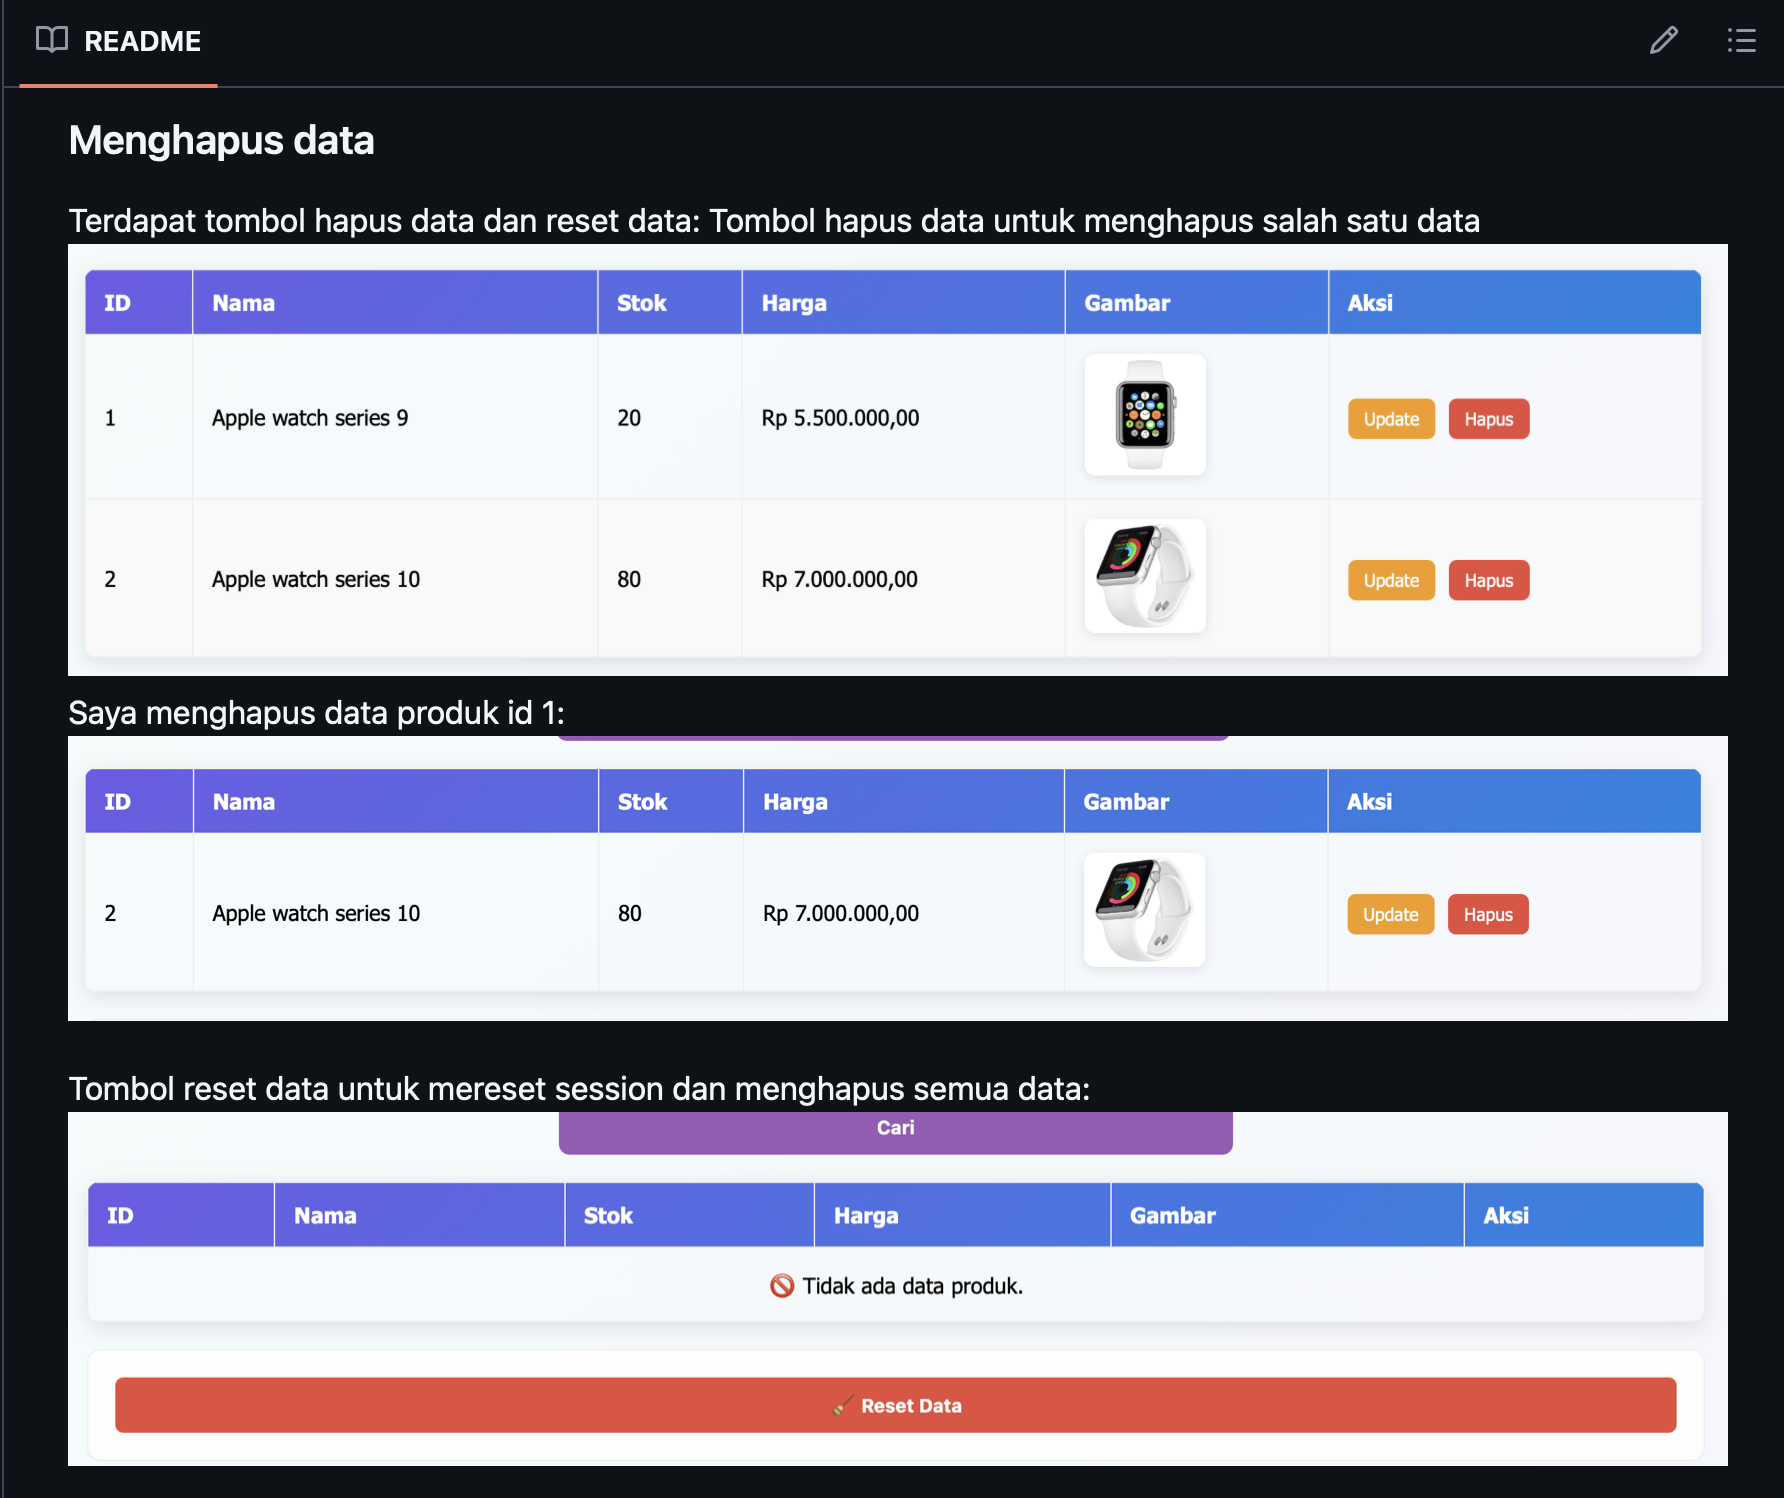 README
Menghapus data
Terdapat tombol hapus data dan reset data: Tombol hapus data untuk menghapus salah satu data
ID Nama Stok Harga Gambar Aksi
1 Apple watch series 9 20 Rp 5.500.000,00 Update Hapus
2 Apple watch series 10 80 Rp 7.000.000,00 Update Hapus
Saya menghapus data produk id 1:
ID Nama Stok Harga Gambar Aksi
2 Apple watch series 10 80 Rp 7.000.000,00 Update Hapus
Tombol reset data untuk mereset session dan menghapus semua data:
Cari
ID Nama Stok Harga Gambar Aksi
🚫 Tidak ada data produk.
🧹 Reset Data